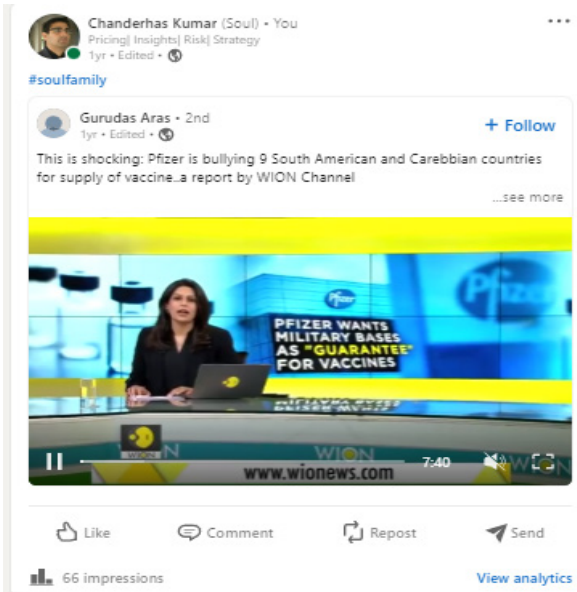 Chanderhas Kumar (Soul) • You
Pricing| Insights| Risk| Strategy
1yr • Edited •
#soulfamily
Gurudas Aras • 2nd
1yr • Edited •
+ Follow
This is shocking: Pfizer is bullying 9 South American and Carebbian countries
for supply of vaccine..a report by WION Channel
...see more
Pfizer
Pfizer
PFIZER WANTS
MILITARY BASES
AS "GUARANTEE"
FOR VACCINES
WION
WION
7:40
www.wionews.com
Like
Comment
Repost
Send
66 impressions
View analytics